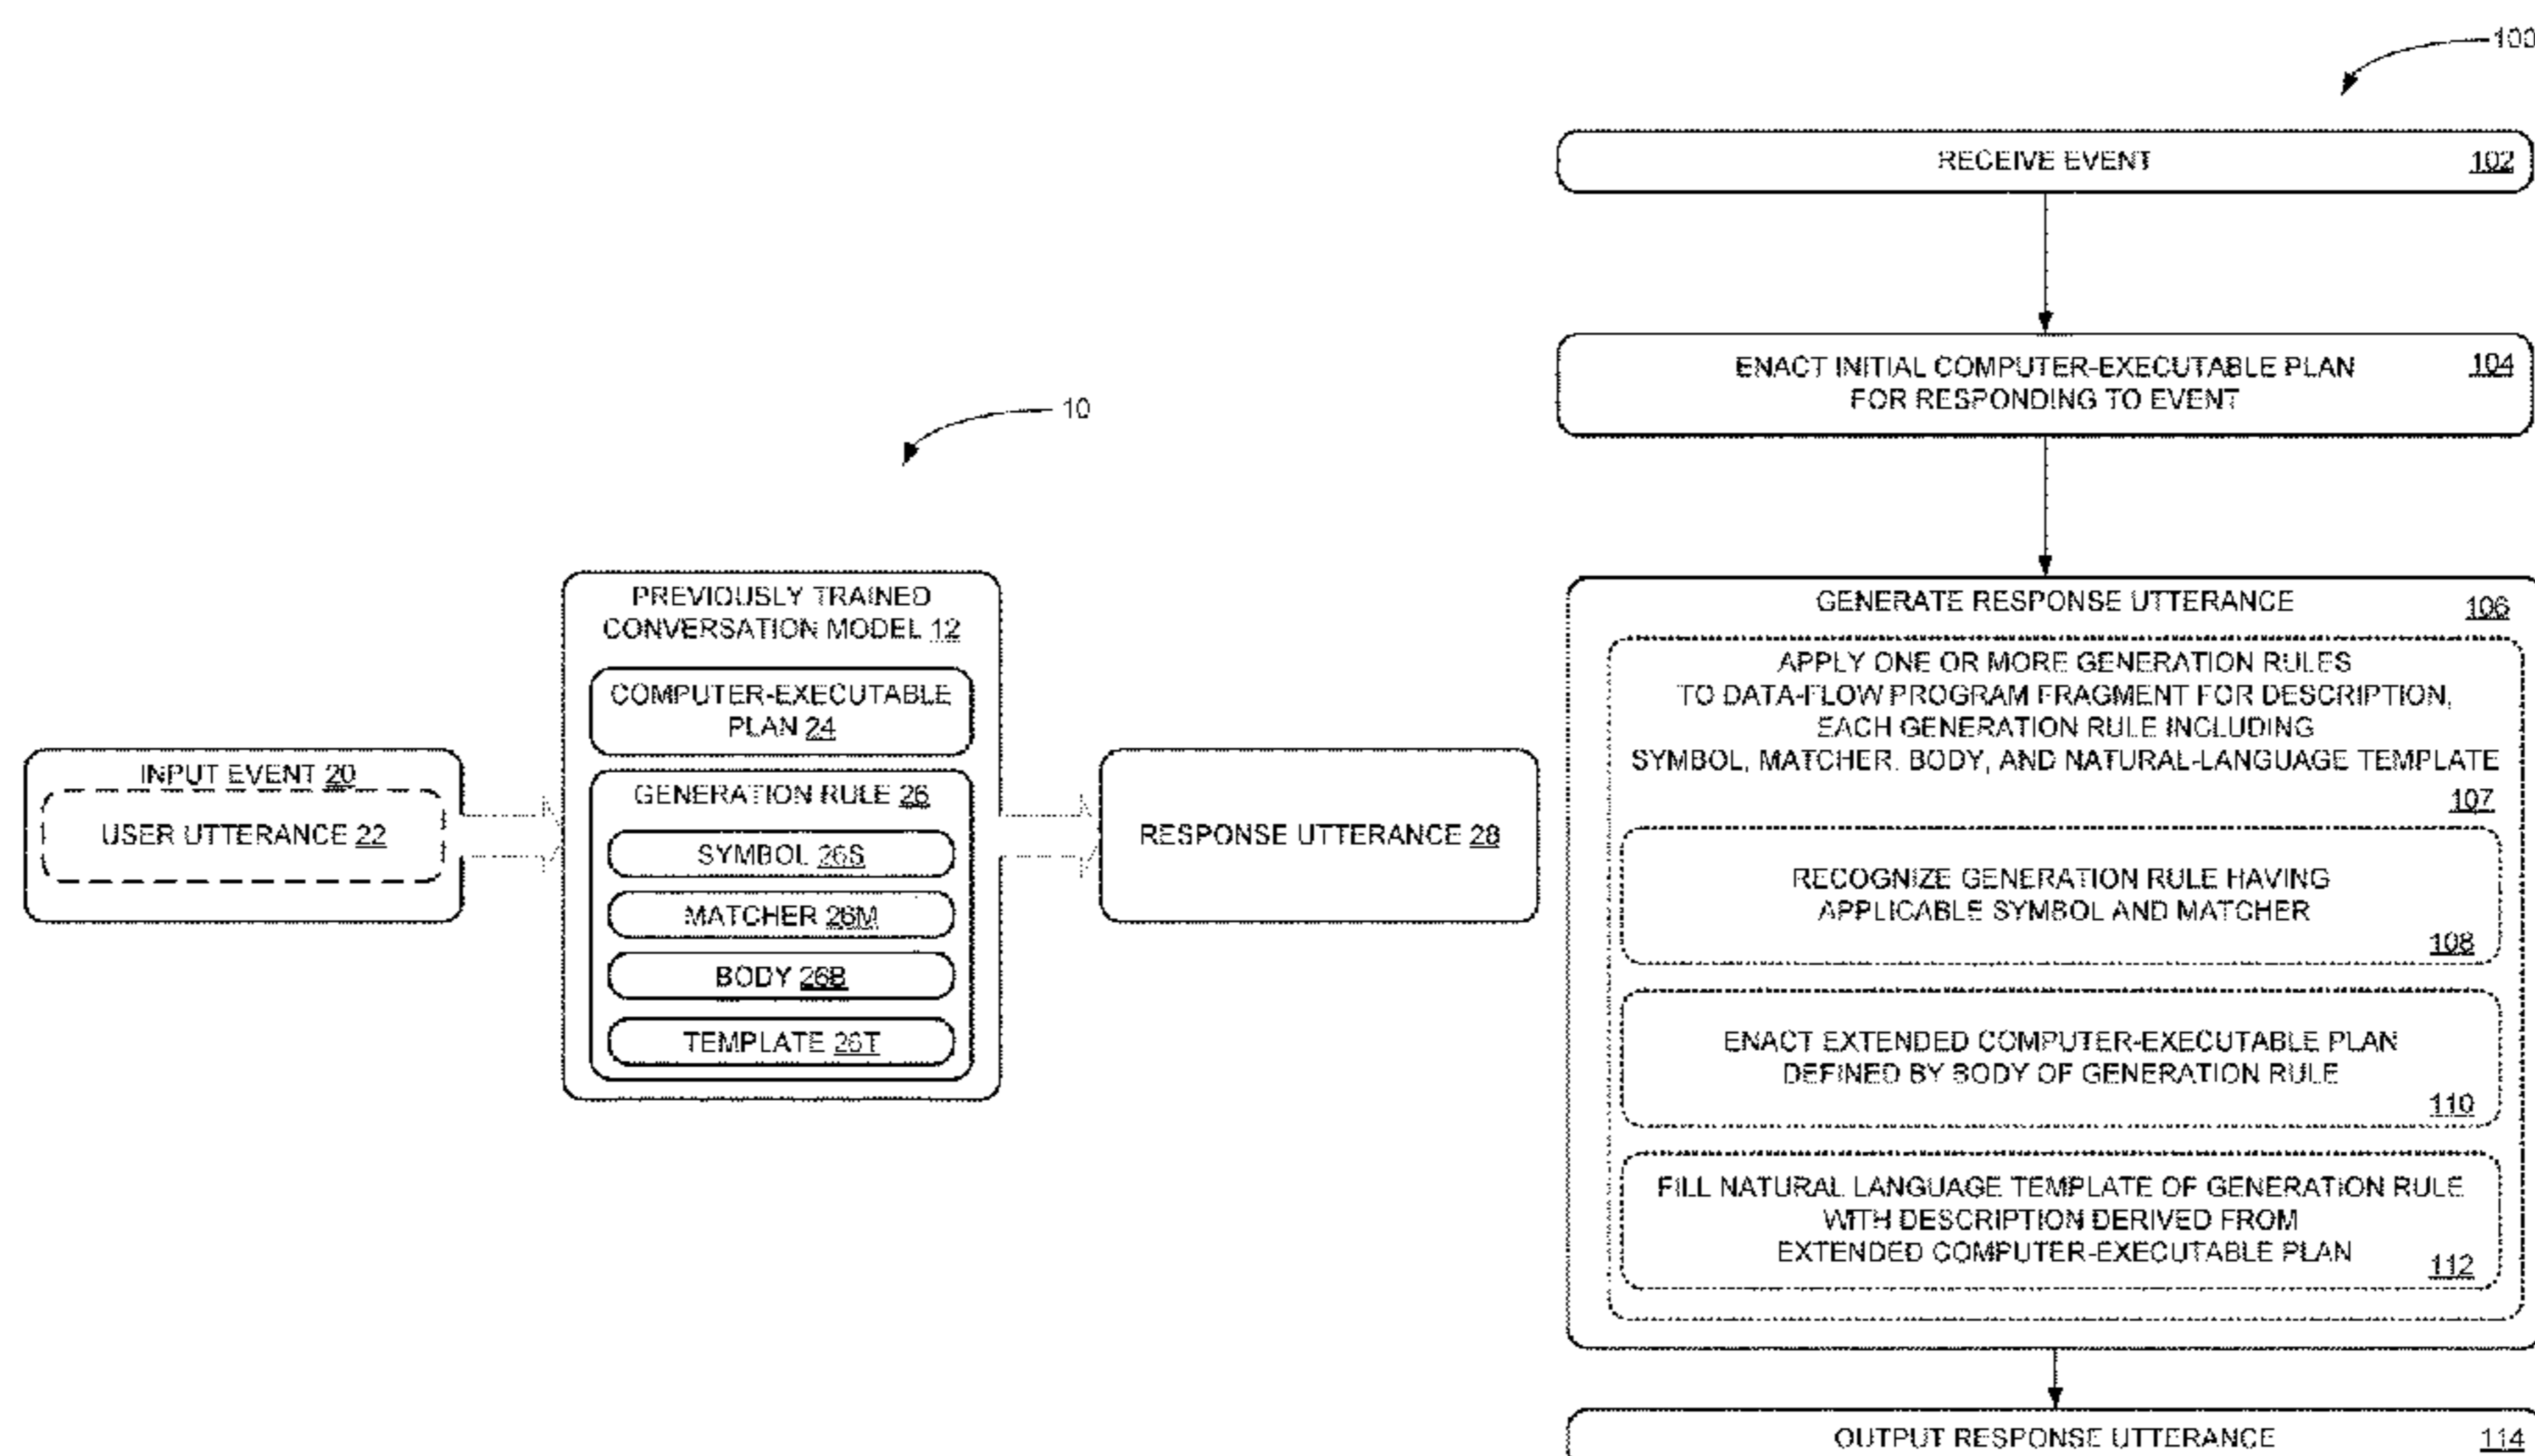 10
INPUT EVENT 20
USER UTTERANCE 22
PREVIOUSLY TRAINED
CONVERSATION MODEL 12
COMPUTER-EXECUTABLE
PLAN 24
GENERATION RULE 26
SYMBOL 26S
MATCHER 26M
BODY 26B
TEMPLATE 26T
RESPONSE UTTERANCE 28
100
RECEIVE EVENT 102
ENACT INITIAL COMPUTER-EXECUTABLE PLAN 104
FOR RESPONDING TO EVENT
GENERATE RESPONSE UTTERANCE 106
APPLY ONE OR MORE GENERATION RULES
TO DATA-FLOW PROGRAM FRAGMENT FOR DESCRIPTION,
EACH GENERATION RULE INCLUDING
SYMBOL, MATCHER, BODY, AND NATURAL-LANGUAGE TEMPLATE
107
RECOGNIZE GENERATION RULE HAVING
APPLICABLE SYMBOL AND MATCHER
108
ENACT EXTENDED COMPUTER-EXECUTABLE PLAN
DEFINED BY BODY OF GENERATION RULE
110
FILL NATURAL LANGUAGE TEMPLATE OF GENERATION RULE
WITH DESCRIPTION DERIVED FROM
EXTENDED COMPUTER-EXECUTABLE PLAN
112
OUTPUT RESPONSE UTTERANCE 114